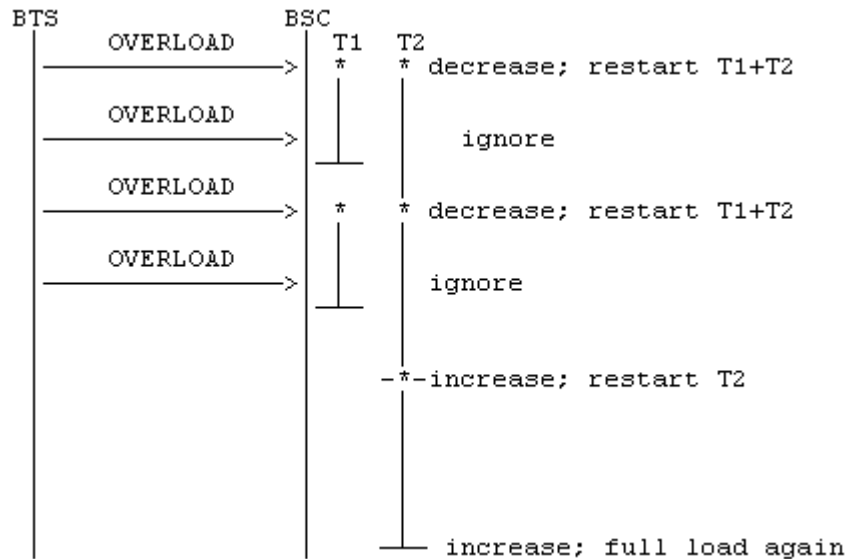 BTS BSC
OVERLOAD T1 T2
* * decrease; restart T1+T2
OVERLOAD
ignore
OVERLOAD
* * decrease; restart T1+T2
OVERLOAD
ignore
-*-increase; restart T2
increase; full load again